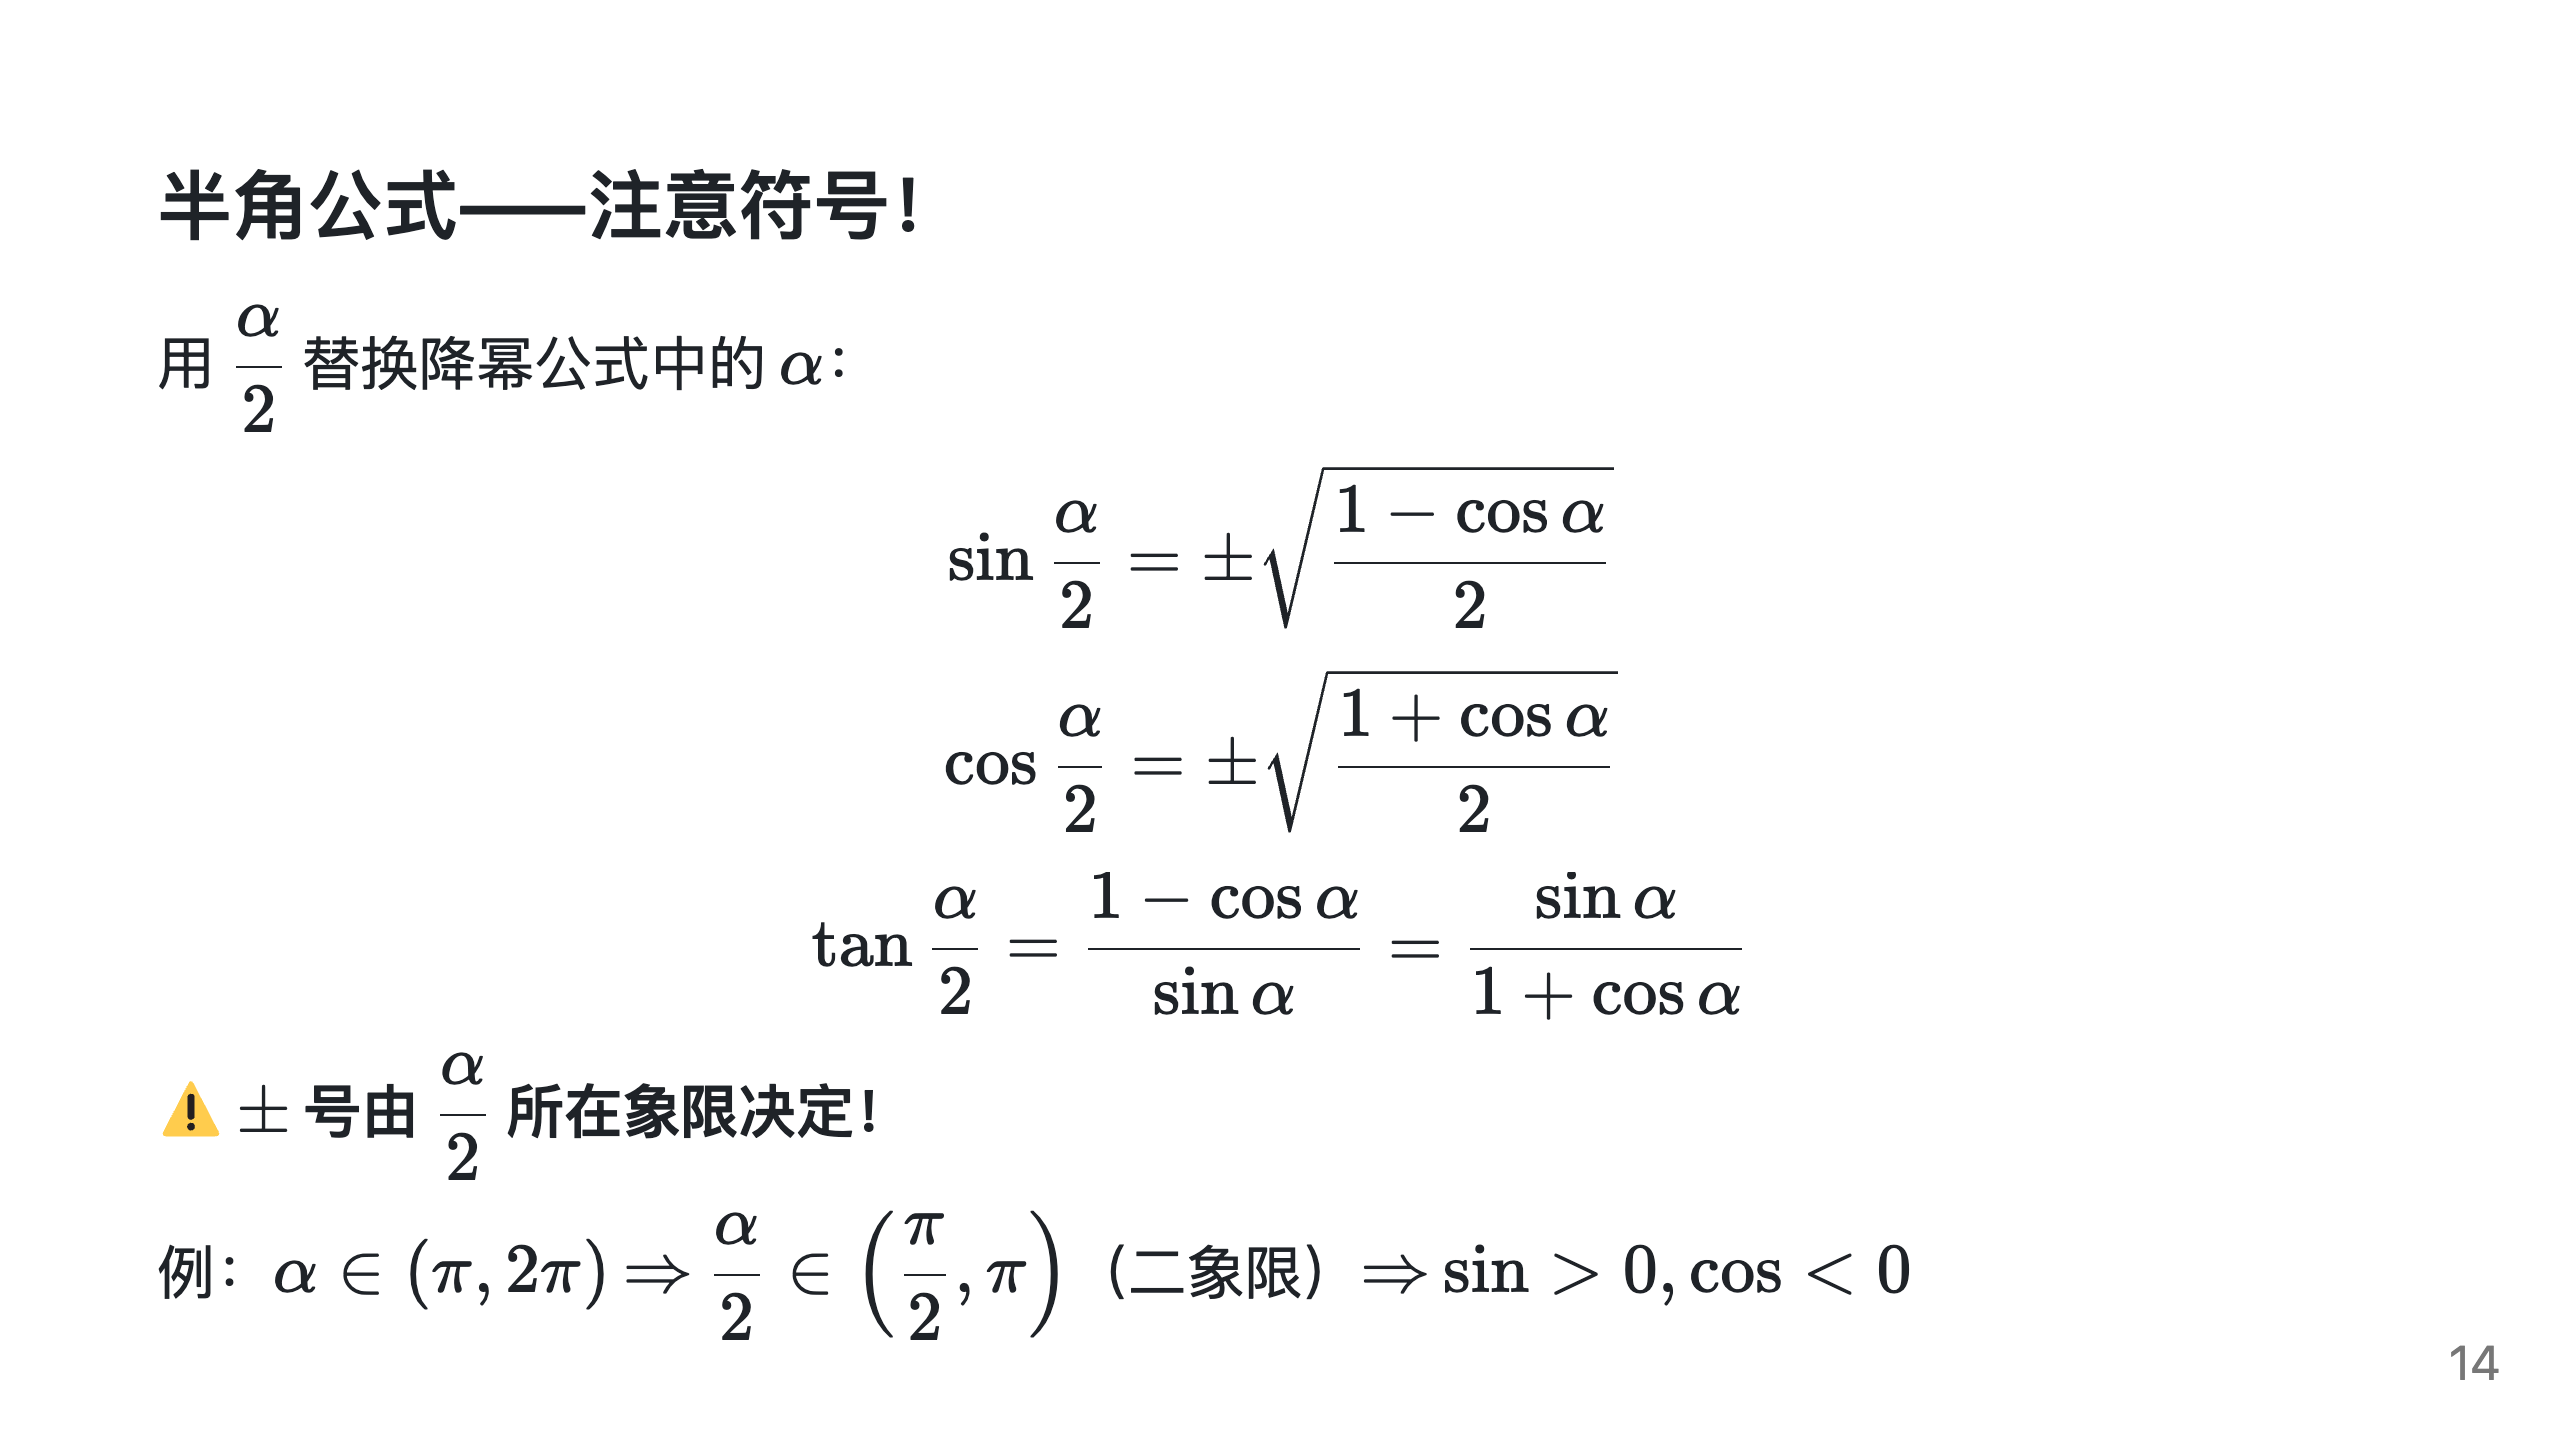 半角公式——注意符号！
用 α/2 替换降幂公式中的 α：
sin α/2 = ±√((1 − cos α)/2)
cos α/2 = ±√((1 + cos α)/2)
tan α/2 = (1 − cos α)/(sin α) = (sin α)/(1 + cos α)
⚠️ ± 号由 α/2 所在象限决定！
例：α ∈ (π, 2π) ⇒ α/2 ∈ (π/2, π)（二象限）⇒ sin > 0, cos < 0
14